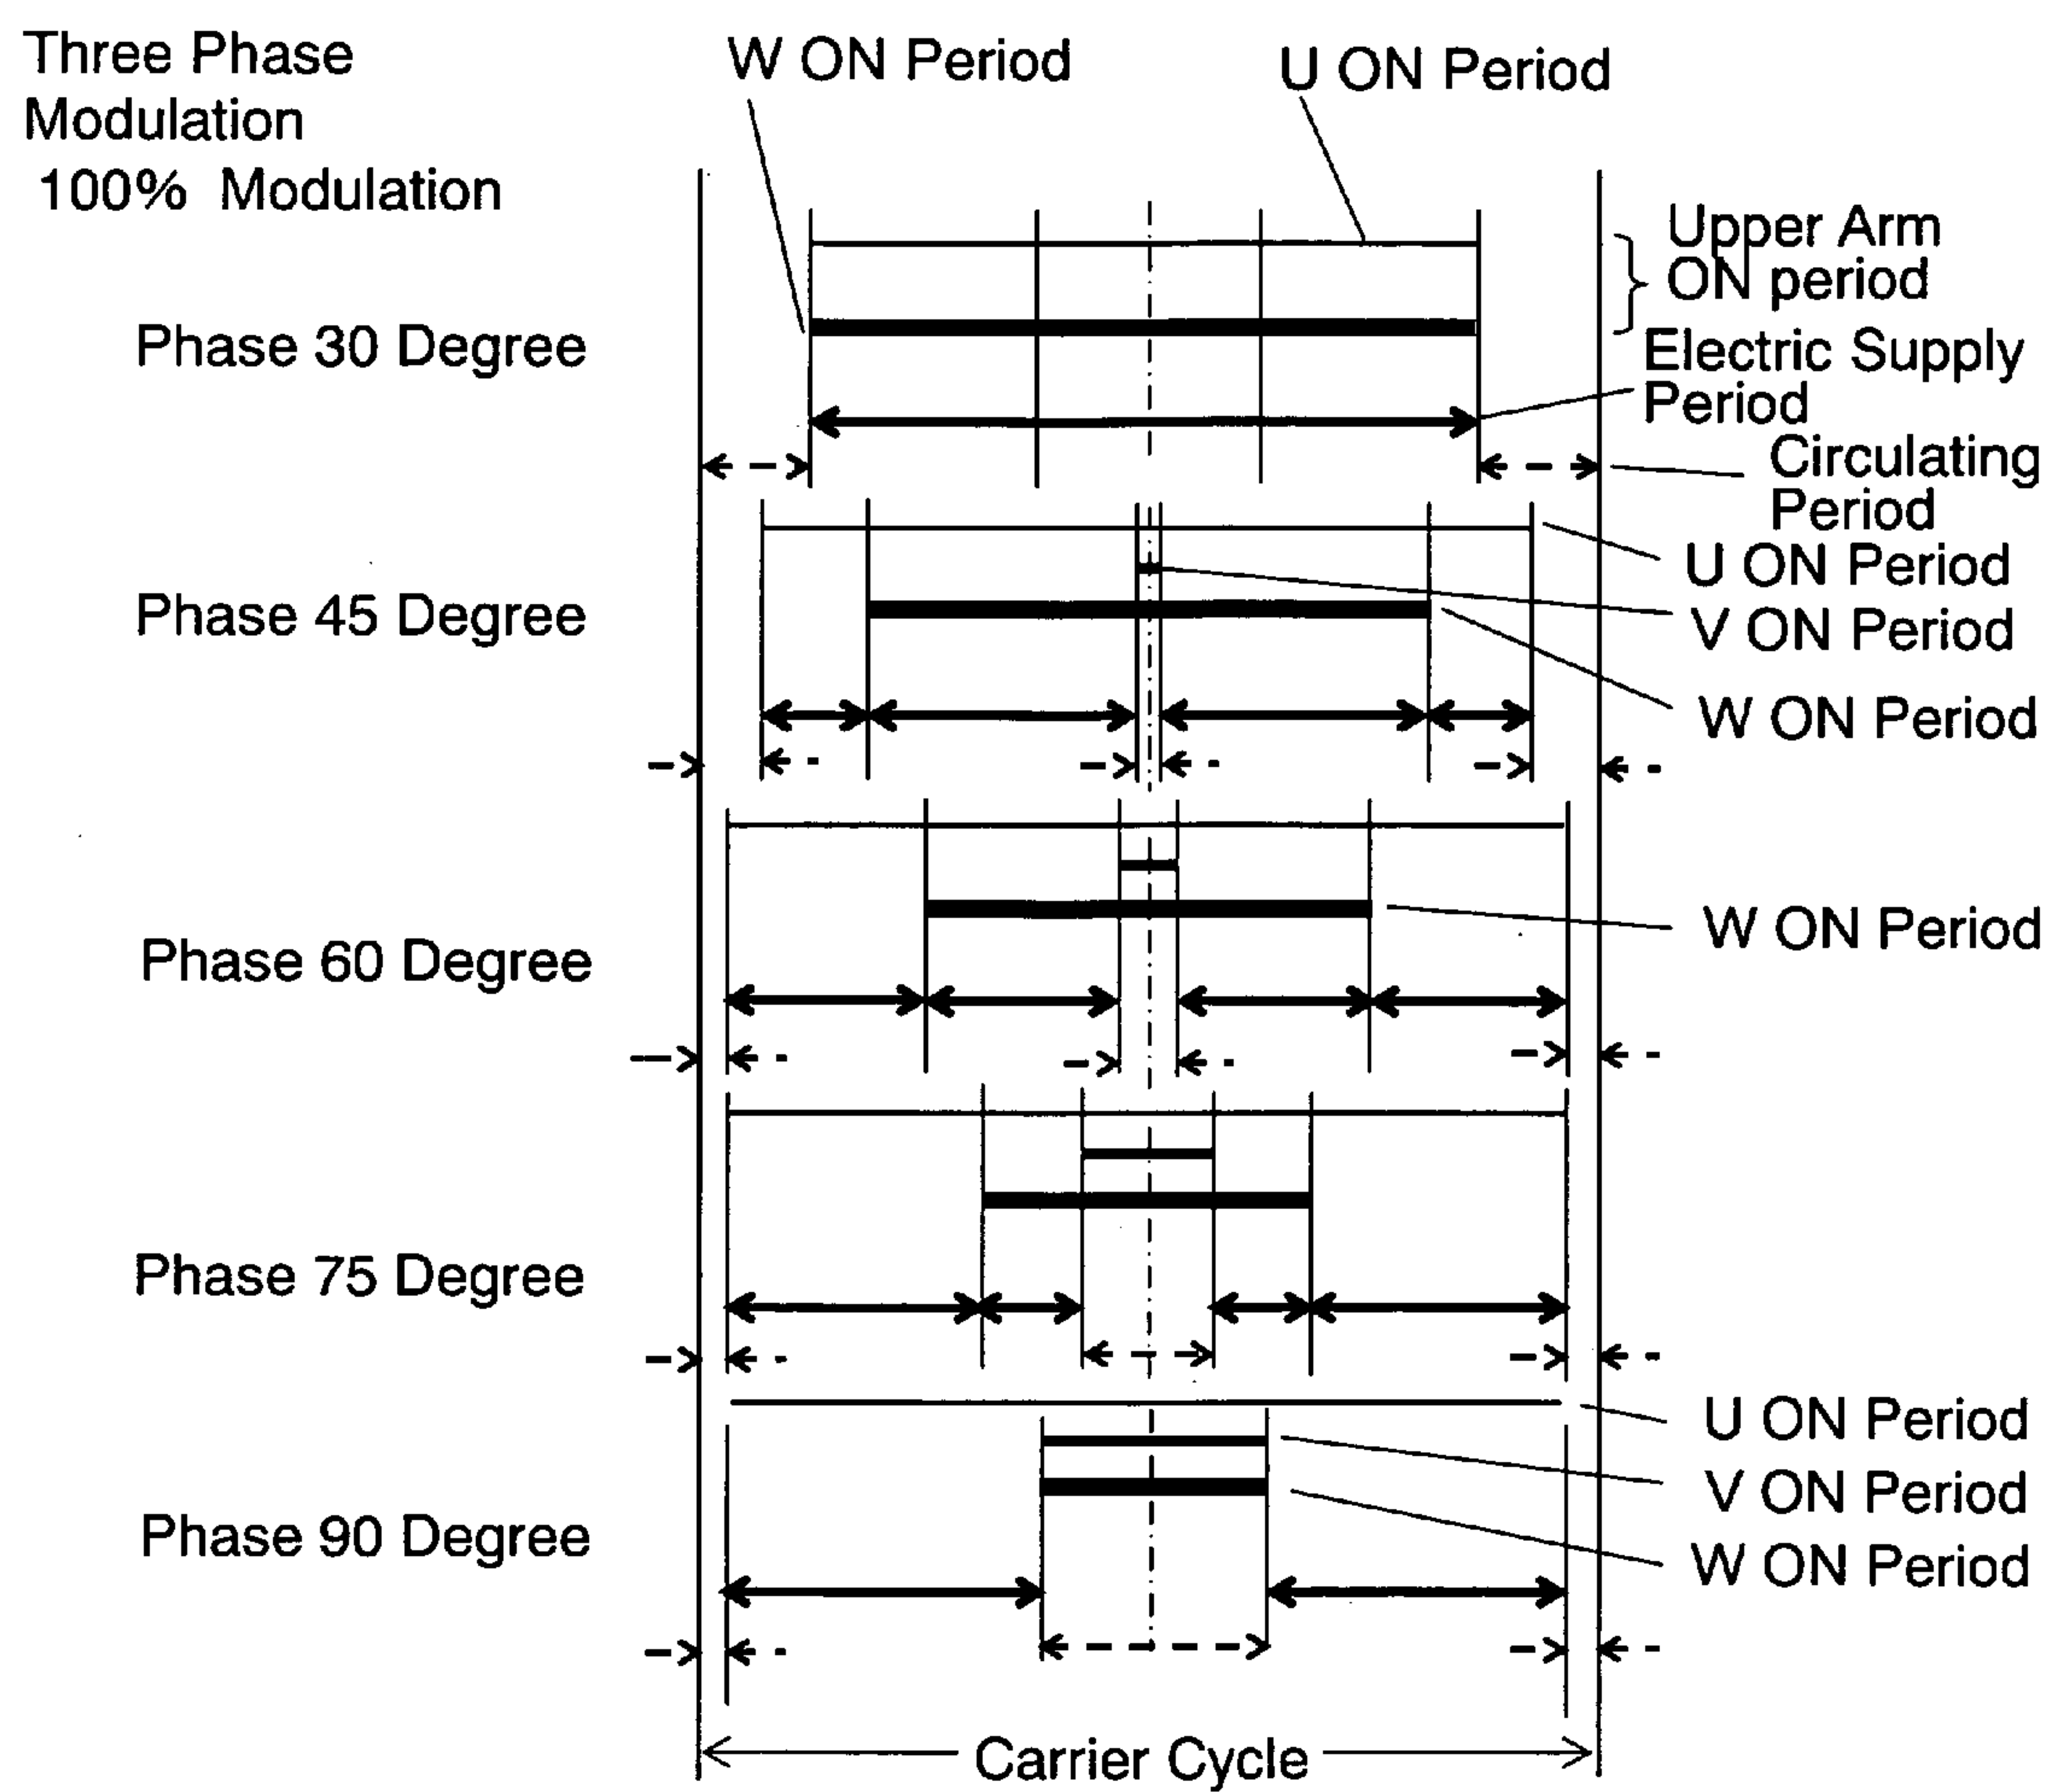 Three Phase
Modulation
100% Modulation
W ON Period
U ON Period
Upper Arm
ON period
Phase 30 Degree
Electric Supply
Period
Circulating
Period
U ON Period
Phase 45 Degree
V ON Period
W ON Period
W ON Period
Phase 60 Degree
Phase 75 Degree
U ON Period
V ON Period
Phase 90 Degree
W ON Period
Carrier Cycle